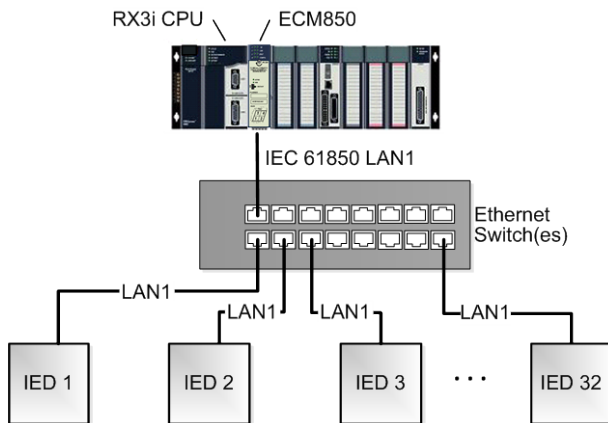 RX3i CPU
ECM850
IEC 61850 LAN1
Ethernet
Switch(es)
LAN1
LAN1
LAN1
LAN1
IED 1
IED 2
IED 3
. . .
IED 32